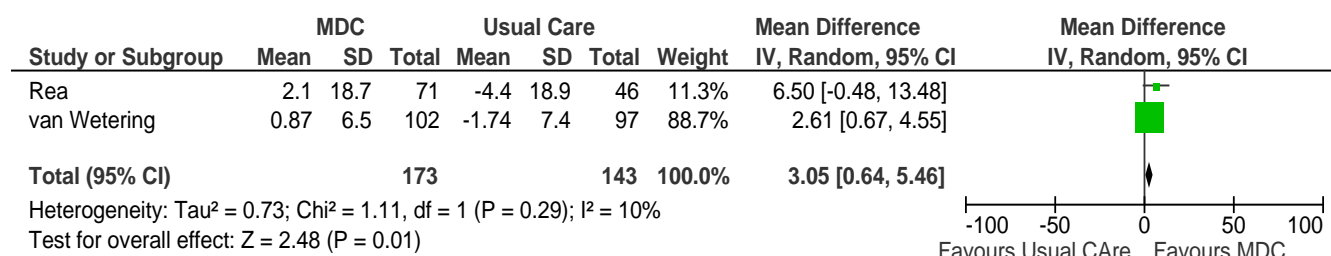 MDC Usual Care Mean Difference Mean Difference
Study or Subgroup Mean SD Total Mean SD Total Weight IV, Random, 95% CI IV, Random, 95% CI
Rea 2.1 18.7 71 -4.4 18.9 46 11.3% 6.50 [-0.48, 13.48]
van Wetering 0.87 6.5 102 -1.74 7.4 97 88.7% 2.61 [0.67, 4.55]
Total (95% CI) 173 143 100.0% 3.05 [0.64, 5.46]
Heterogeneity: Tau² = 0.73; Chi² = 1.11, df = 1 (P = 0.29); I² = 10%
Test for overall effect: Z = 2.48 (P = 0.01)
-100 -50 0 50 100
Favours Usual CAre Favours MDC